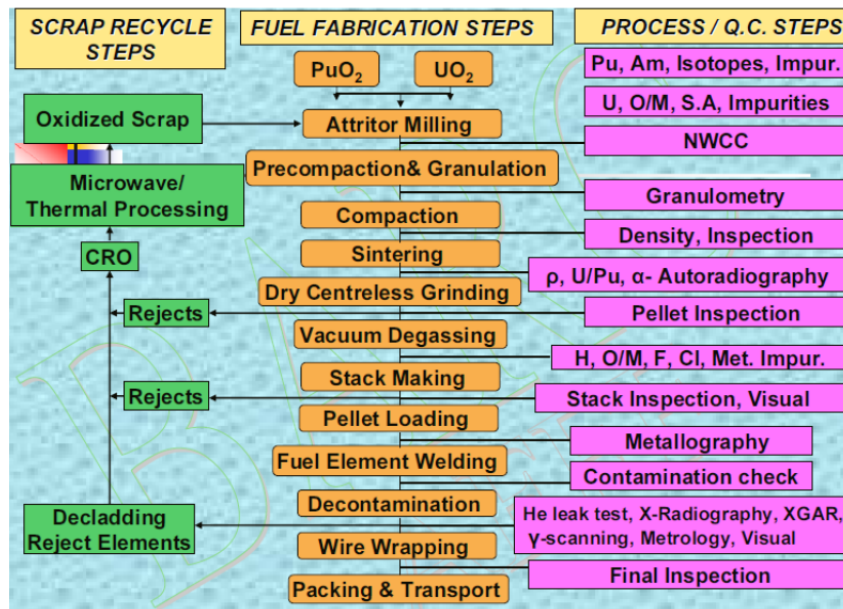 SCRAP RECYCLE
STEPS
Oxidized Scrap
Microwave/
Thermal Processing
CRO
Rejects
Rejects
Decladding
Reject Elements
FUEL FABRICATION STEPS
PuO₂
UO₂
Attritor Milling
Precompaction& Granulation
Compaction
Sintering
Dry Centreless Grinding
Vacuum Degassing
Stack Making
Pellet Loading
Fuel Element Welding
Decontamination
Wire Wrapping
Packing & Transport
PROCESS / Q.C. STEPS
Pu, Am, Isotopes, Impur.
U, O/M, S.A, Impurities
NWCC
Granulometry
Density, Inspection
ρ, U/Pu, α- Autoradiography
Pellet Inspection
H, O/M, F, Cl, Met. Impur.
Stack Inspection, Visual
Metallography
Contamination check
He leak test, X-Radiography, XGAR,
γ-scanning, Metrology, Visual
Final Inspection